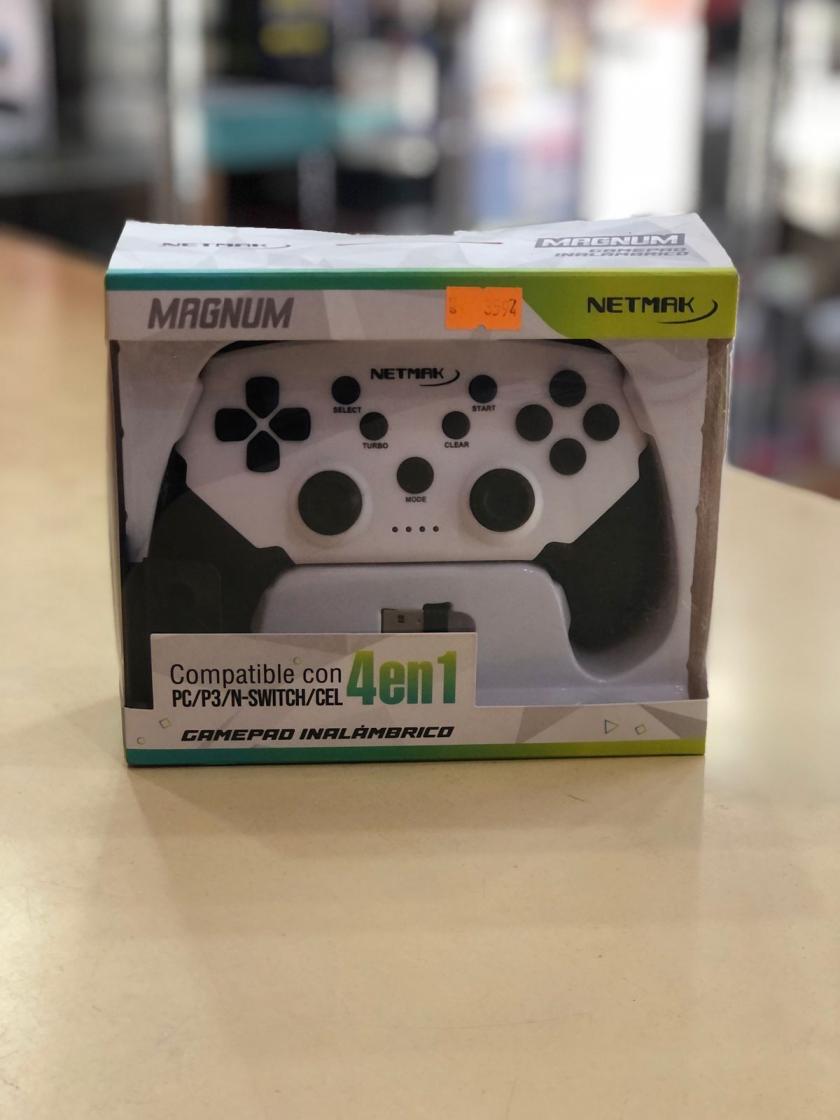 NETMAK
MAGNUM
GAMEPAD
INALÁMBRICO
MAGNUM
3594
NETMAK
NETMAK
SELECT
START
TURBO
CLEAR
MODE
Compatible con
PC/P3/N-SWITCH/CEL
4en1
GAMEPAD INALÁMBRICO